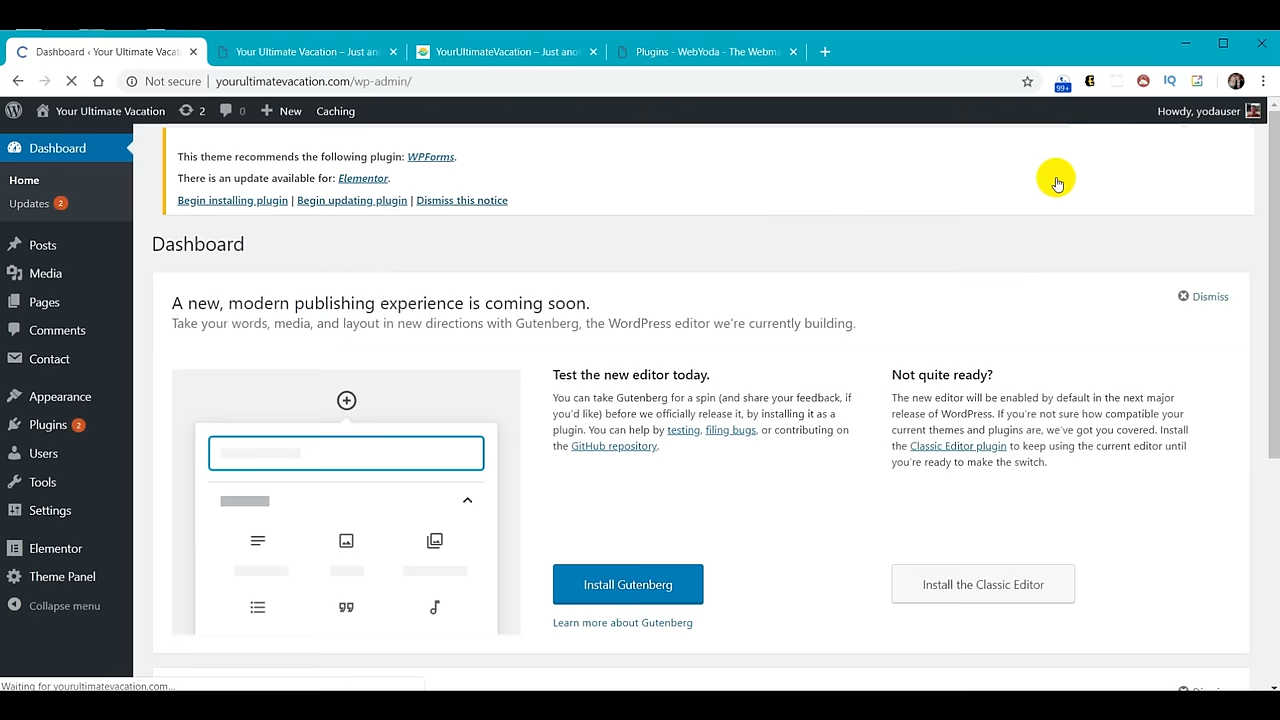 Dashboard ‹ Your Ultimate Vacat
Your Ultimate Vacation – Just an
YourUltimateVacation – Just ano
Plugins - WebYoda - The Webma
Not secure | yourultimatevacation.com/wp-admin/
99+
IQ
Your Ultimate Vacation 2 0 New Caching
Howdy, yodauser
Dashboard
Home
Updates 2
Posts
Media
Pages
Comments
Contact
Appearance
Plugins 2
Users
Tools
Settings
Elementor
Theme Panel
Collapse menu
This theme recommends the following plugin: WPForms.
There is an update available for: Elementor.
Begin installing plugin | Begin updating plugin | Dismiss this notice
Dashboard
A new, modern publishing experience is coming soon.
Dismiss
Take your words, media, and layout in new directions with Gutenberg, the WordPress editor we're currently building.
Test the new editor today.
You can take Gutenberg for a spin (and share your feedback, if
you'd like) before we officially release it, by installing it as a
plugin. You can help by testing, filing bugs, or contributing on
the GitHub repository.
Install Gutenberg
Learn more about Gutenberg
Not quite ready?
The new editor will be enabled by default in the next major
release of WordPress. If you're not sure how compatible your
current themes and plugins are, we've got you covered. Install
the Classic Editor plugin to keep using the current editor until
you're ready to make the switch.
Install the Classic Editor
Waiting for yourultimatevacation.com...